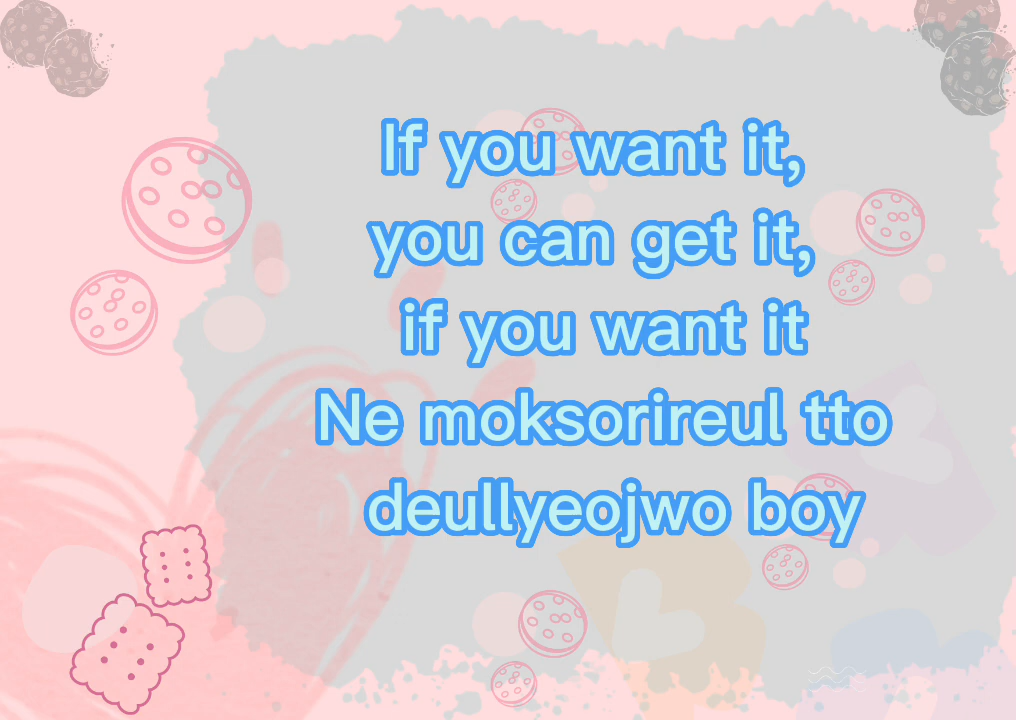 If you want it,
you can get it,
if you want it
Ne moksorireul tto
deullyeojwo boy